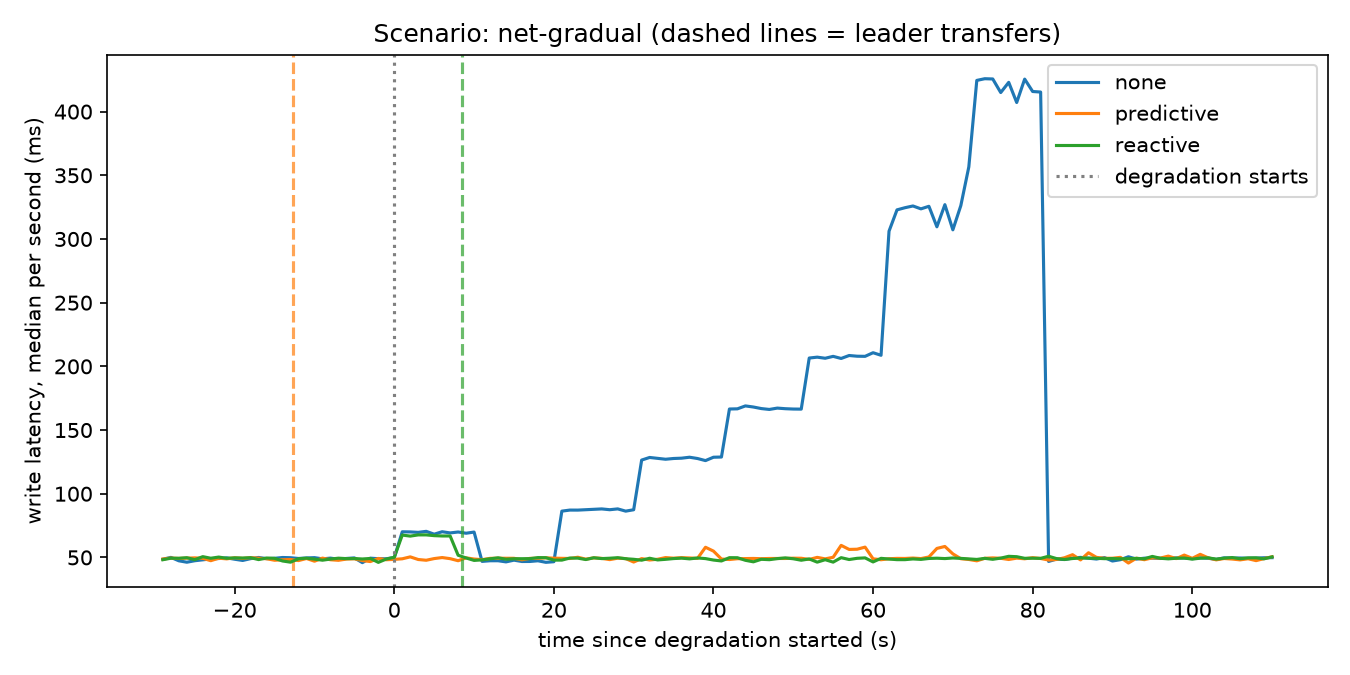 Scenario: net-gradual (dashed lines = leader transfers)
write latency, median per second (ms)
400
350
300
250
200
150
100
50
none
predictive
reactive
degradation starts
−20
0
20
40
60
80
100
time since degradation started (s)